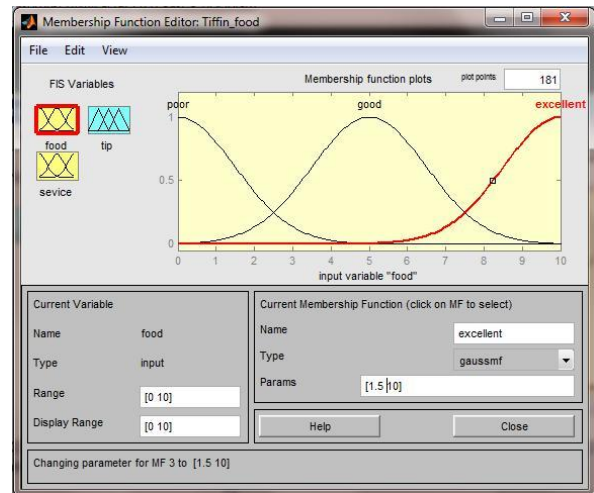 Membership Function Editor: Tiffin_food
File Edit View
FIS Variables
Membership function plots
plot points:
181
food
tip
sevice
poor
good
excellent
1
0.5
0
0 1 2 3 4 5 6 7 8 9 10
input variable "food"
Current Variable
Name food
Type input
Range [0 10]
Display Range [0 10]
Current Membership Function (click on MF to select)
Name excellent
Type gaussmf
Params [1.5 10]
Help Close
Changing parameter for MF 3 to [1.5 10]